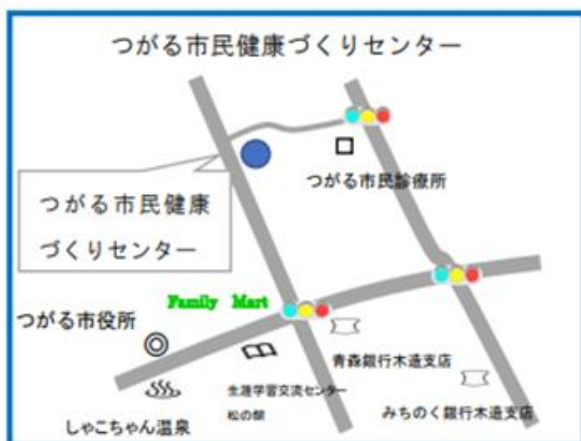 つがる市民健康づくりセンター
つがる市民診療所
つがる市民健康
づくりセンター
Family Mart
つがる市役所
青森銀行木造支店
生涯学習交流センター
松の館
みちのく銀行木造支店
しゃこちゃん温泉